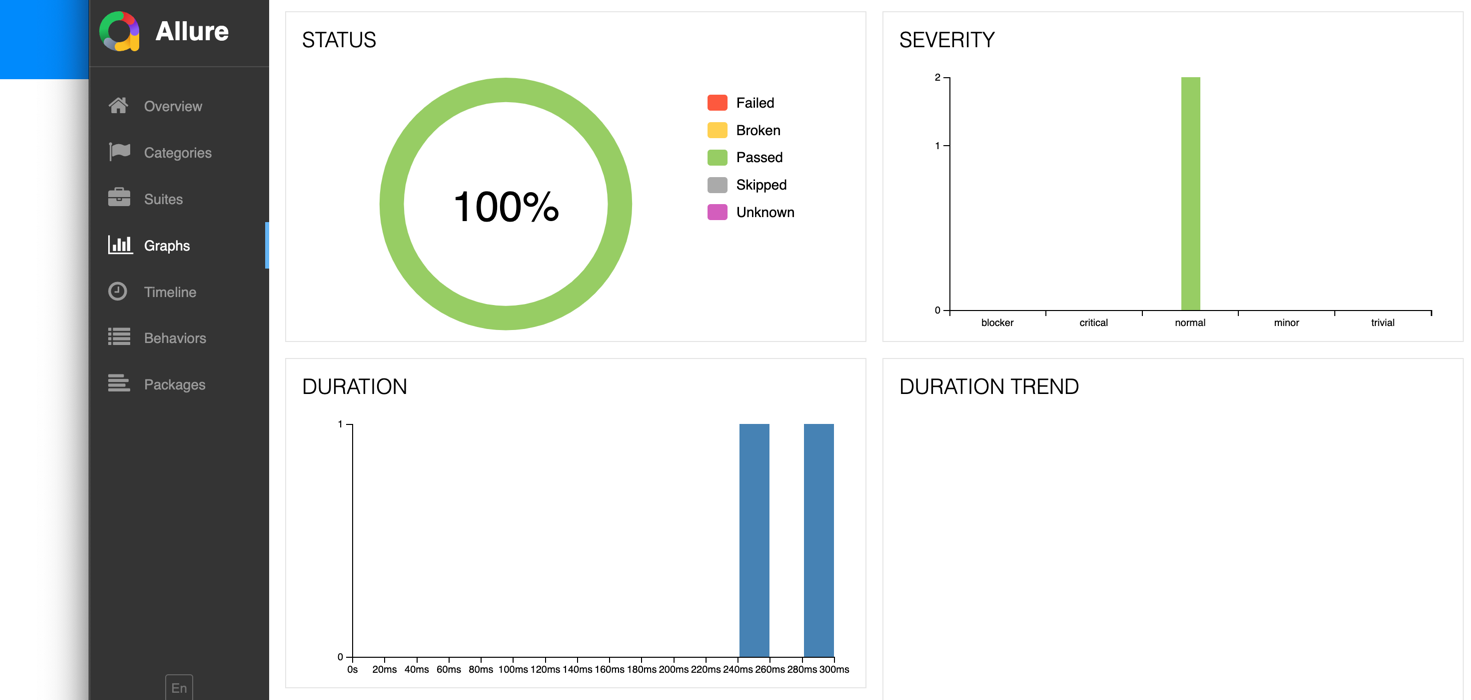 Allure
Overview
Categories
Suites
Graphs
Timeline
Behaviors
Packages
En
STATUS
100%
Failed
Broken
Passed
Skipped
Unknown
SEVERITY
2
1
0
blocker critical normal minor trivial
DURATION
1
0
0s 20ms 40ms 60ms 80ms 100ms 120ms 140ms 160ms 180ms 200ms 220ms 240ms 260ms 280ms 300ms
DURATION TREND